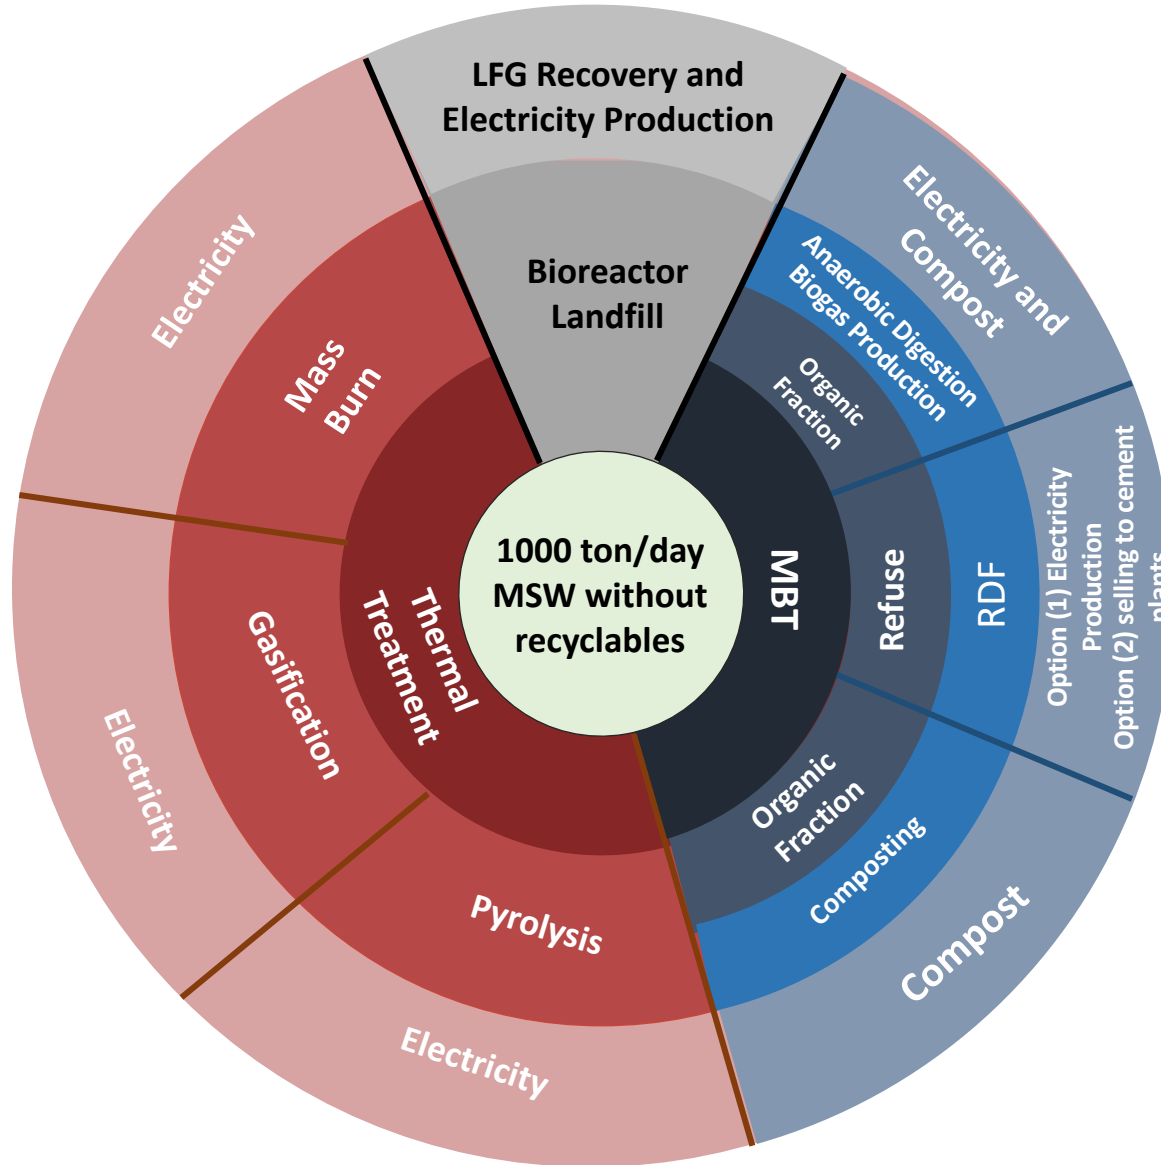 LFG Recovery and
Electricity Production
Bioreactor
Landfill
Electricity and
Compost
Anaerobic Digestion
Biogas Production
Organic
Fraction
Option (1) Electricity
Production
Option (2) selling to cement
plants
RDF
Refuse
MBT
1000 ton/day
MSW without
recyclables
Organic
Fraction
Composting
Compost
Thermal
Treatment
Mass
Burn
Electricity
Gasification
Electricity
Pyrolysis
Electricity